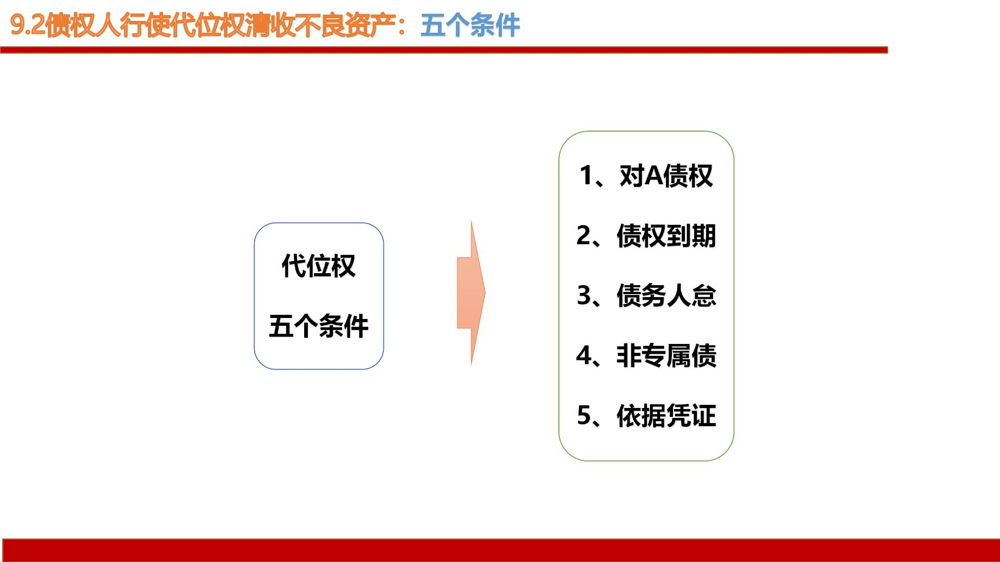 9.2债权人行使代位权清收不良资产：五个条件
代位权
五个条件
1、对A债权
2、债权到期
3、债务人怠
4、非专属债
5、依据凭证